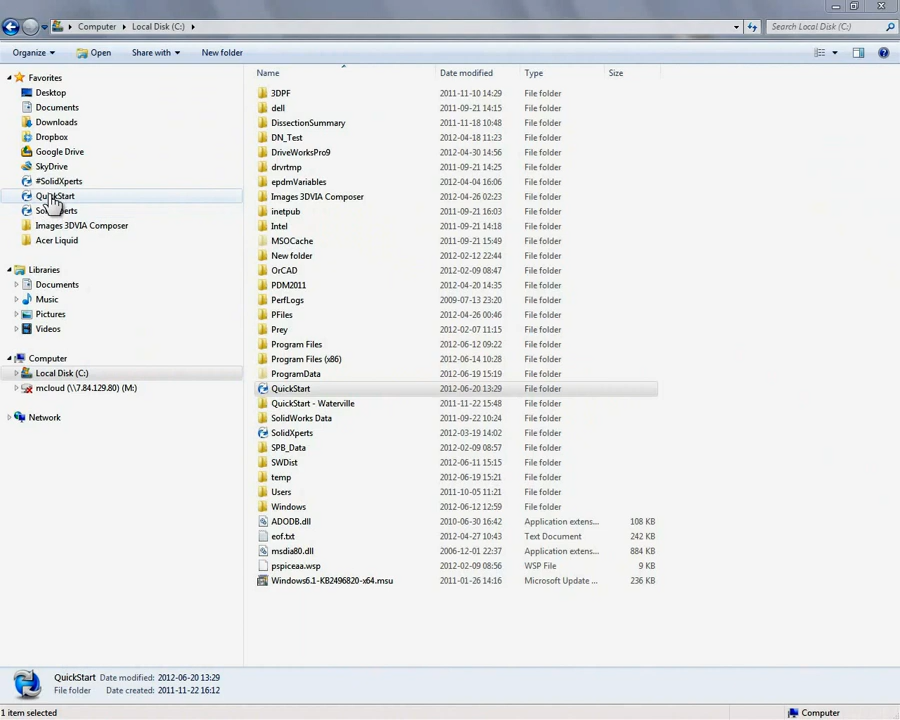 Computer ▸ Local Disk (C:) ▸ Search Local Disk (C:)
Organize Open Share with New folder
Favorites
Desktop
Documents
Downloads
Dropbox
Google Drive
SkyDrive
#SolidXperts
QuickStart
Images 3DVIA Composer
Acer Liquid
Libraries
Documents
Music
Pictures
Videos
Computer
Local Disk (C:)
mcloud (\\7.84.129.80) (M:)
Network
Name Date modified Type Size
3DPF 2011-11-10 14:29 File folder
dell 2011-09-21 14:15 File folder
DissectionSummary 2011-11-18 10:48 File folder
DN_Test 2012-04-18 11:23 File folder
DriveWorksPro9 2012-04-30 14:56 File folder
drvrtmp 2011-09-21 14:25 File folder
epdmVariables 2012-04-04 16:06 File folder
Images 3DVIA Composer 2011-10-05 14:21 File folder
inetpub 2011-09-21 16:03 File folder
Intel 2011-09-21 14:18 File folder
MSOCache 2011-09-21 15:49 File folder
New folder 2012-02-12 22:44 File folder
OrCAD 2012-02-09 08:47 File folder
PDM2011 2012-04-20 14:35 File folder
PerfLogs 2009-07-13 23:20 File folder
PFiles 2012-04-26 00:46 File folder
Prey 2012-02-07 11:15 File folder
Program Files 2012-06-12 09:22 File folder
Program Files (x86) 2012-06-14 10:28 File folder
ProgramData 2012-06-19 15:19 File folder
QuickStart 2012-06-20 13:29 File folder
QuickStart - Waterville 2011-11-22 15:48 File folder
SolidWorks Data 2011-09-22 10:24 File folder
SolidXperts 2012-03-19 14:02 File folder
SPB_Data 2012-02-09 08:57 File folder
SWDist 2012-06-11 15:15 File folder
temp 2012-06-19 15:21 File folder
Users 2011-10-05 11:21 File folder
Windows 2012-06-12 12:59 File folder
ADODB.dll 2010-06-30 16:42 Application extens... 108 KB
eof.txt 2012-04-27 10:43 Text Document 242 KB
msdia80.dll 2006-12-01 22:37 Application extens... 884 KB
pspiceaa.wsp 2012-02-09 08:56 WSP File 9 KB
Windows6.1-KB2496820-x64.msu 2011-01-26 14:16 Microsoft Update ... 236 KB
QuickStart Date modified: 2012-06-20 13:29
File folder Date created: 2011-11-22 16:12
1 item selected Computer